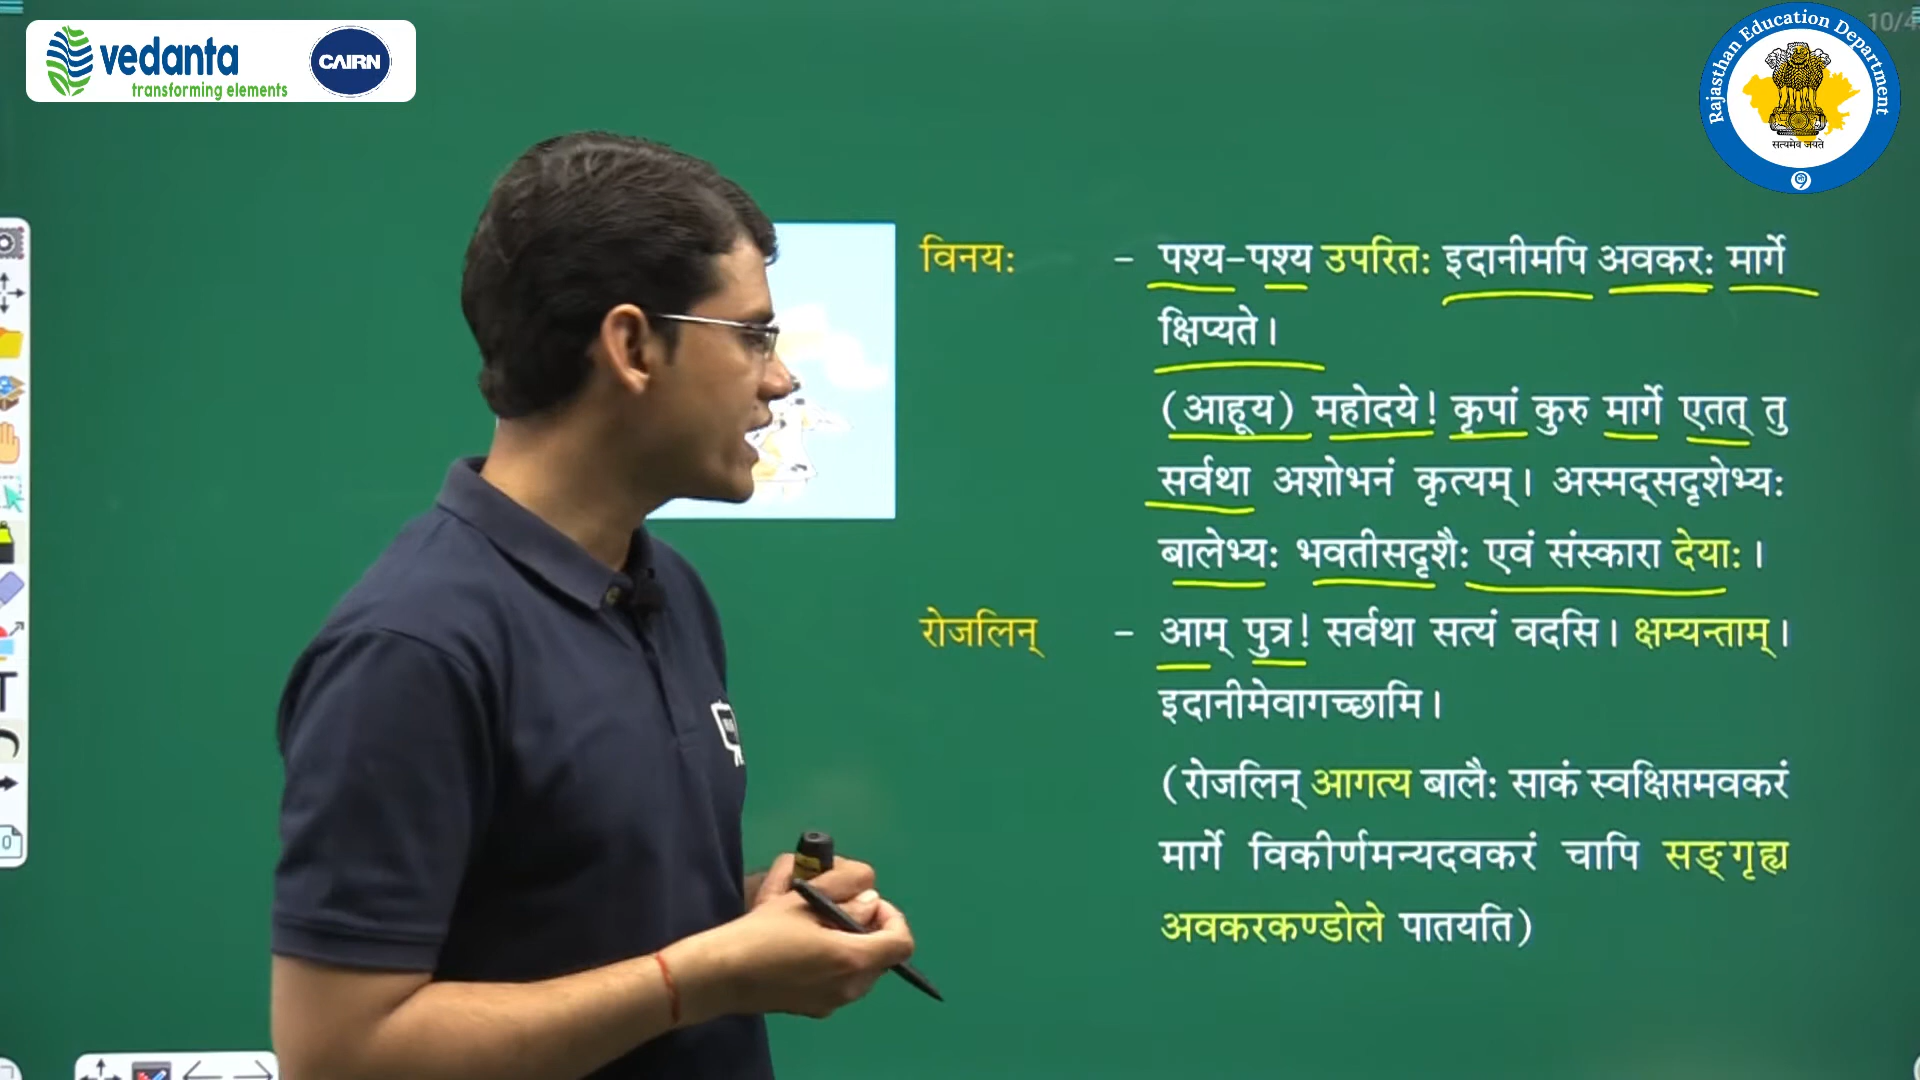 vedanta
transforming elements
CAIRN
Rajasthan Education Department
सत्यमेव जयते
10/4
विनयः – पश्य-पश्य उपरितः इदानीमपि अवकरः मार्गे
क्षिप्यते।
(आहूय) महोदये! कृपां कुरु मार्गे एतत् तु
सर्वथा अशोभनं कृत्यम्। अस्मद्सदृशेभ्यः
बालेभ्यः भवतीसदृशैः एवं संस्कारा देयाः।
रोजलिन् – आम् पुत्र! सर्वथा सत्यं वदसि। क्षम्यन्ताम्।
इदानीमेवागच्छामि।
(रोजलिन् आगत्य बालैः साकं स्वक्षिप्तमवकरं
मार्गे विकीर्णमन्यदवकरं चापि सङ्गृह्य
अवकरकण्डोले पातयति)